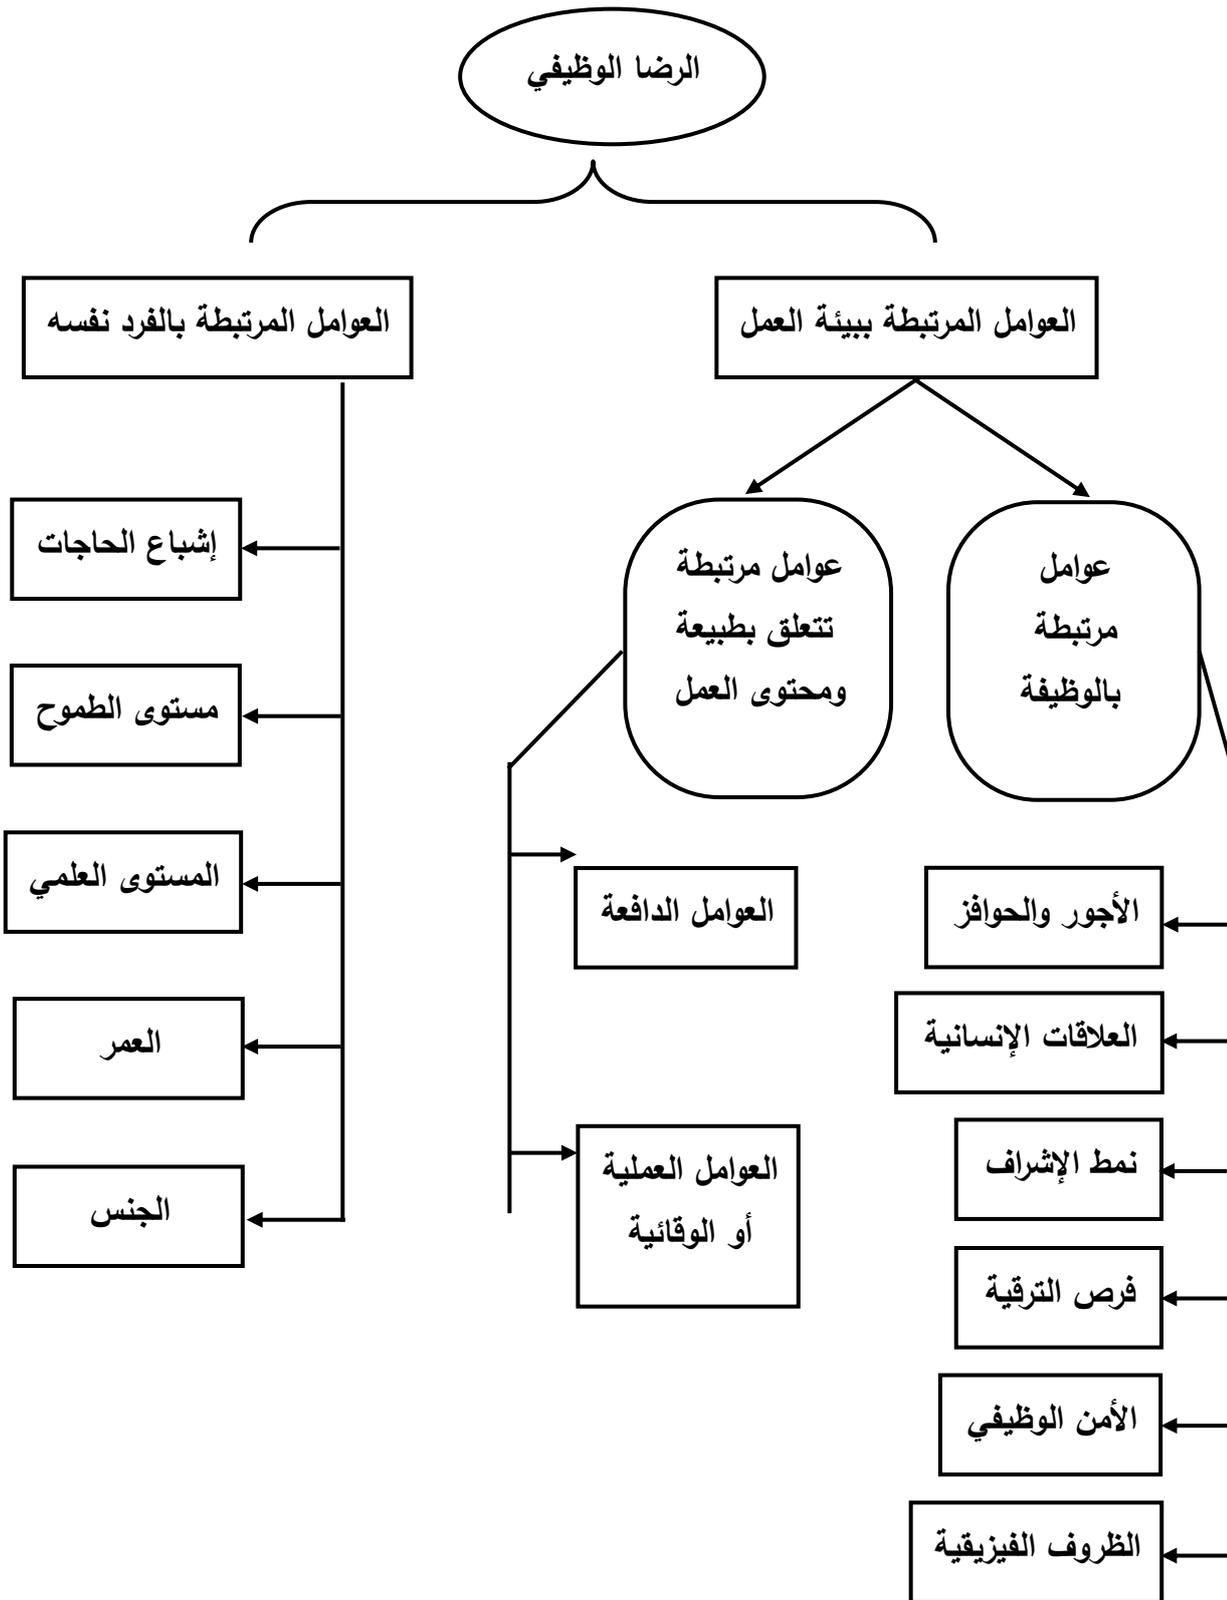 الرضا الوظيفي
العوامل المرتبطة ببيئة العمل
العوامل المرتبطة بالفرد نفسه
عوامل
مرتبطة
بالوظيفة
عوامل مرتبطة
تتعلق بطبيعة
ومحتوى العمل
الأجور والحوافز
العلاقات الإنسانية
نمط الإشراف
فرص الترقية
الأمن الوظيفي
الظروف الفيزيقية
العوامل الدافعة
العوامل العملية
أو الوقائية
إشباع الحاجات
مستوى الطموح
المستوى العلمي
العمر
الجنس